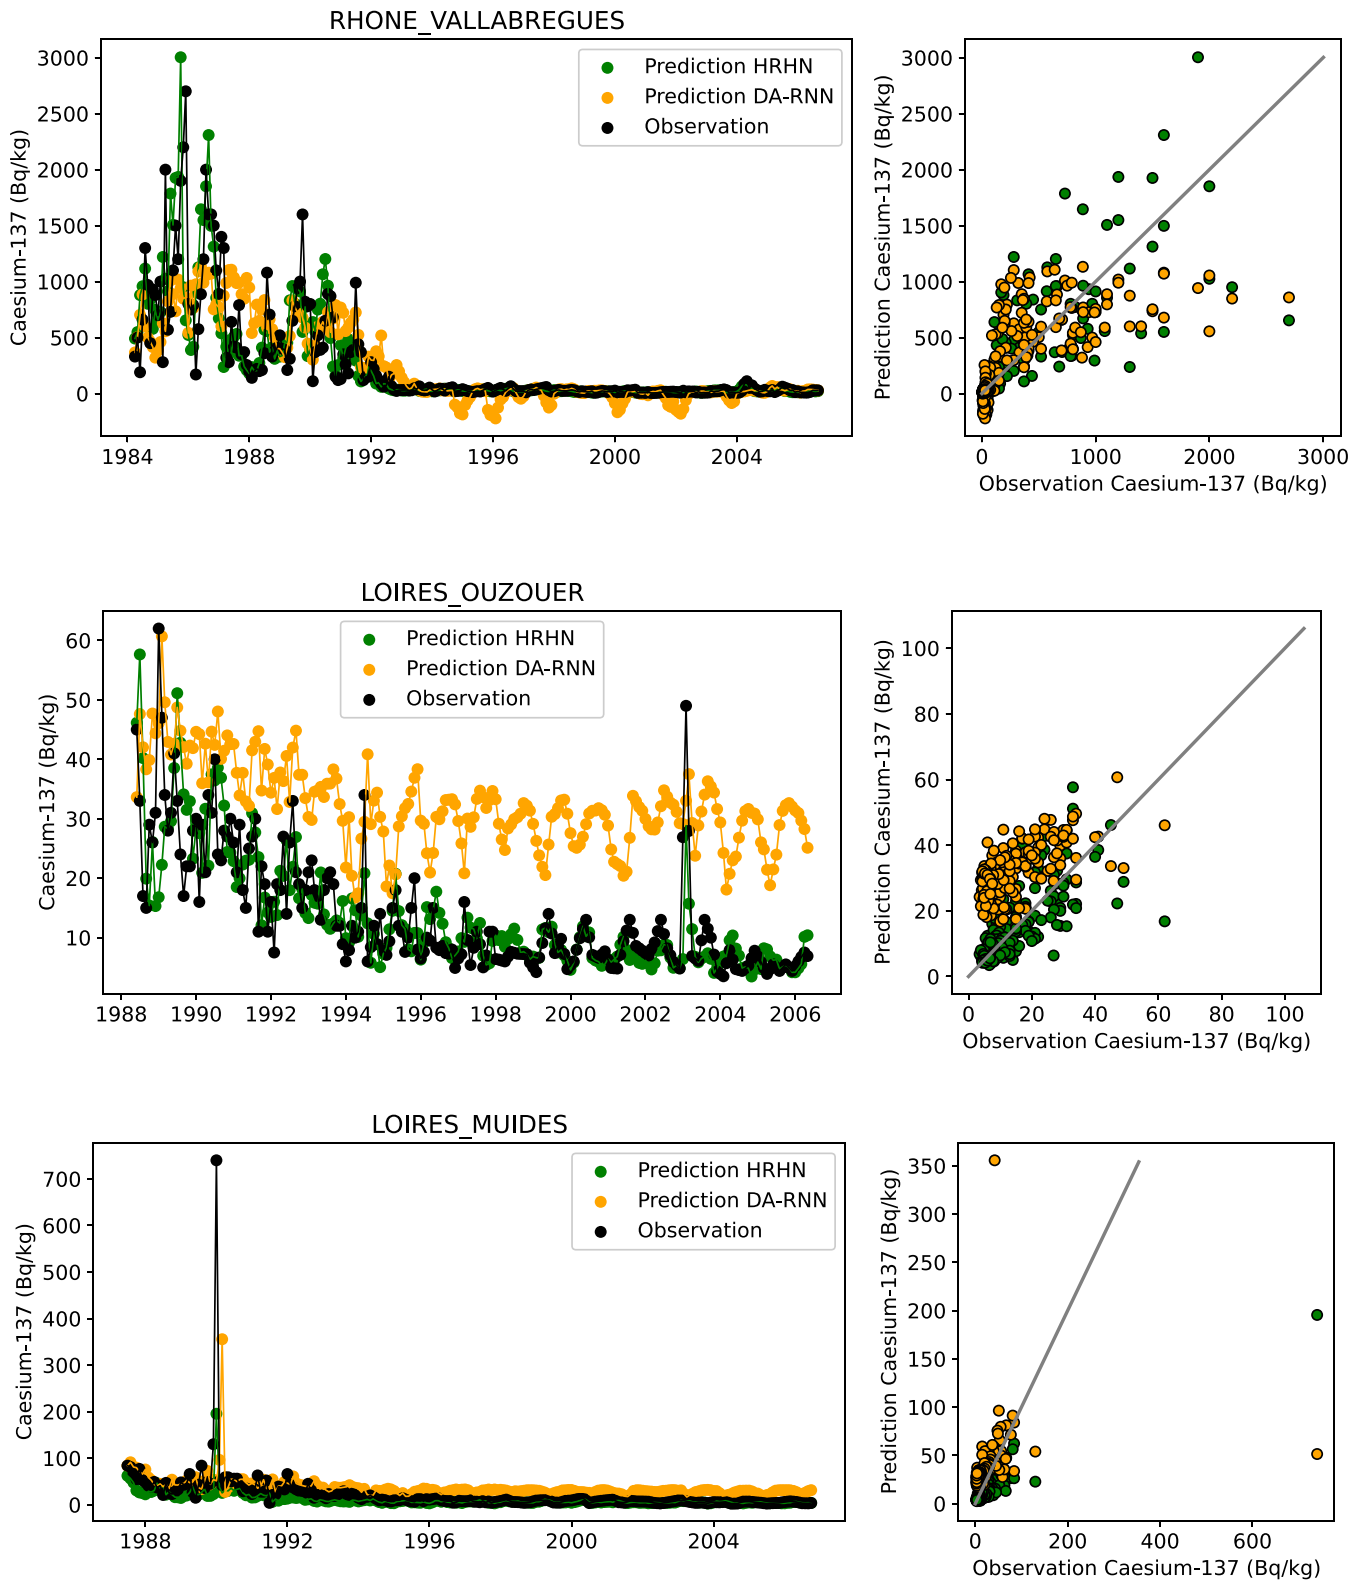 RHONE_VALLABREGUES
Caesium-137 (Bq/kg)
3000
2500
2000
1500
1000
500
0
Prediction HRHN
Prediction DA-RNN
Observation
1984 1988 1992 1996 2000 2004
Prediction Caesium-137 (Bq/kg)
3000
2500
2000
1500
1000
500
0
0 1000 2000 3000
Observation Caesium-137 (Bq/kg)
LOIRES_OUZOUER
Caesium-137 (Bq/kg)
60
50
40
30
20
10
Prediction HRHN
Prediction DA-RNN
Observation
1988 1990 1992 1994 1996 1998 2000 2002 2004 2006
Prediction Caesium-137 (Bq/kg)
100
80
60
40
20
0
0 20 40 60 80 100
Observation Caesium-137 (Bq/kg)
LOIRES_MUIDES
Caesium-137 (Bq/kg)
700
600
500
400
300
200
100
0
Prediction HRHN
Prediction DA-RNN
Observation
1988 1992 1996 2000 2004
Prediction Caesium-137 (Bq/kg)
350
300
250
200
150
100
50
0
0 200 400 600
Observation Caesium-137 (Bq/kg)